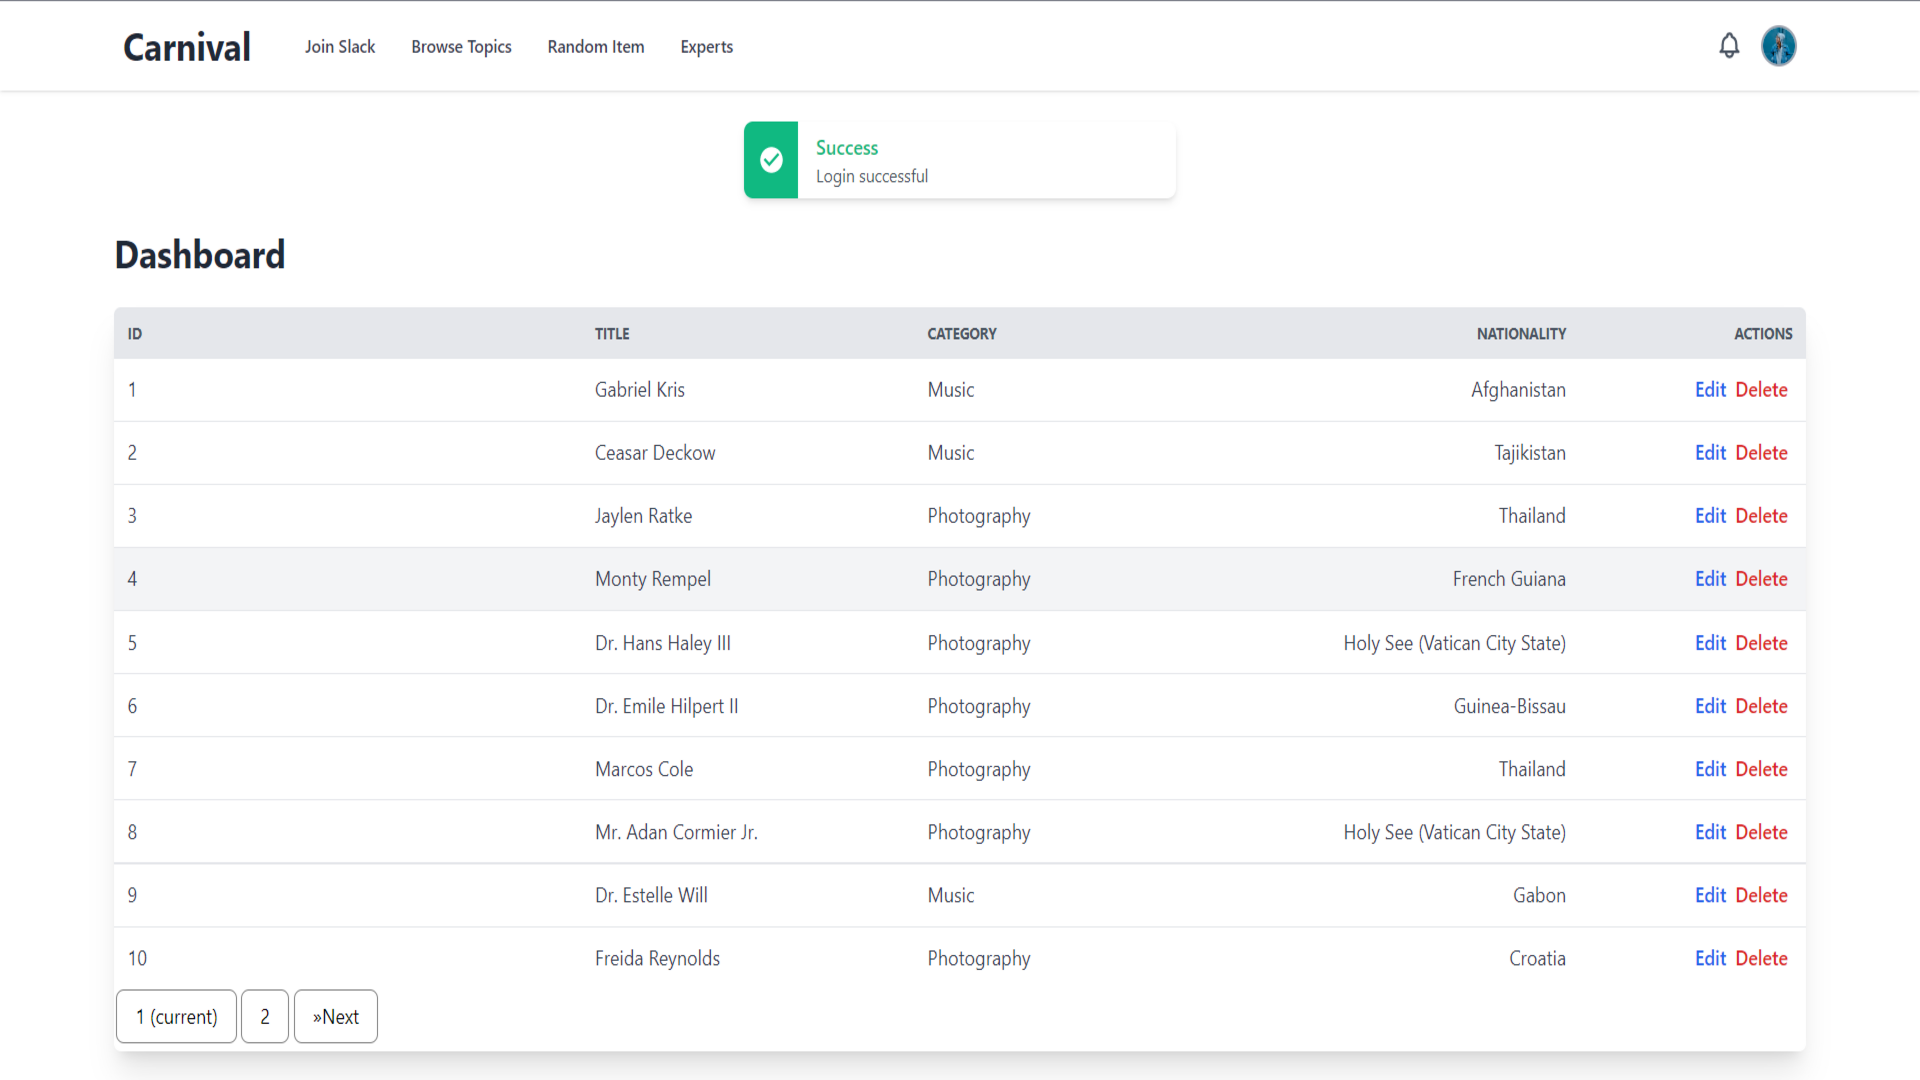 Carnival Join Slack Browse Topics Random Item Experts
Success
Login successful
Dashboard
ID TITLE CATEGORY NATIONALITY ACTIONS
1 Gabriel Kris Music Afghanistan Edit Delete
2 Ceasar Deckow Music Tajikistan Edit Delete
3 Jaylen Ratke Photography Thailand Edit Delete
4 Monty Rempel Photography French Guiana Edit Delete
5 Dr. Hans Haley III Photography Holy See (Vatican City State) Edit Delete
6 Dr. Emile Hilpert II Photography Guinea-Bissau Edit Delete
7 Marcos Cole Photography Thailand Edit Delete
8 Mr. Adan Cormier Jr. Photography Holy See (Vatican City State) Edit Delete
9 Dr. Estelle Will Music Gabon Edit Delete
10 Freida Reynolds Photography Croatia Edit Delete
1 (current) 2 »Next